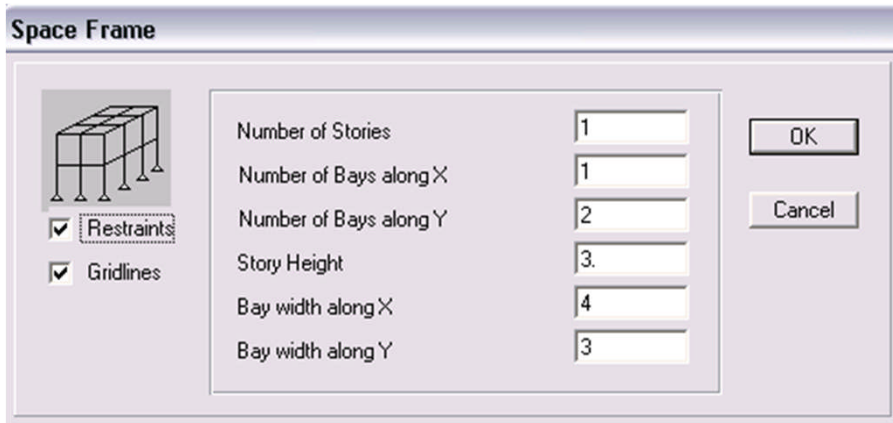 Space Frame
Restraints
Gridlines
Number of Stories 1
Number of Bays along X 1
Number of Bays along Y 2
Story Height 3.
Bay width along X 4
Bay width along Y 3
OK
Cancel